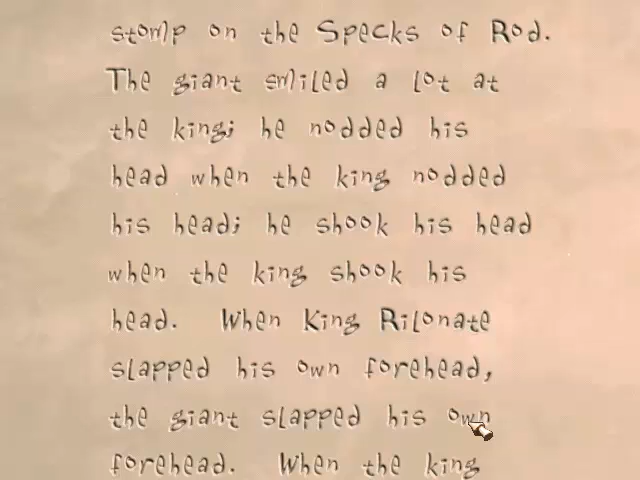 stomp on the Specks of Rod.
The giant smiled a lot at
the king; he nodded his
head when the king nodded
his head; he shook his head
when the king shook his
head. When King Rilonate
slapped his own forehead,
the giant slapped his own
forehead. When the king